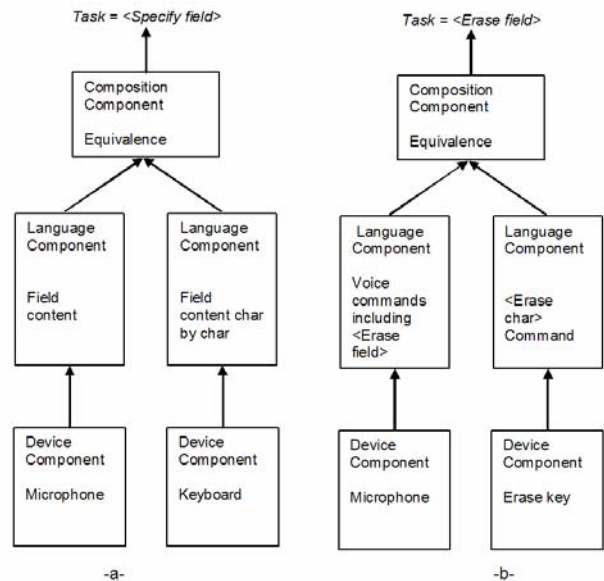 Task = <Specify field>
Composition
Component
Equivalence
Language
Component
Field
content
Language
Component
Field
content char
by char
Device
Component
Microphone
Device
Component
Keyboard
-a-
Task = <Erase field>
Composition
Component
Equivalence
Language
Component
Voice
commands
including
<Erase
field>
Language
Component
<Erase
char>
Command
Device
Component
Microphone
Device
Component
Erase key
-b-